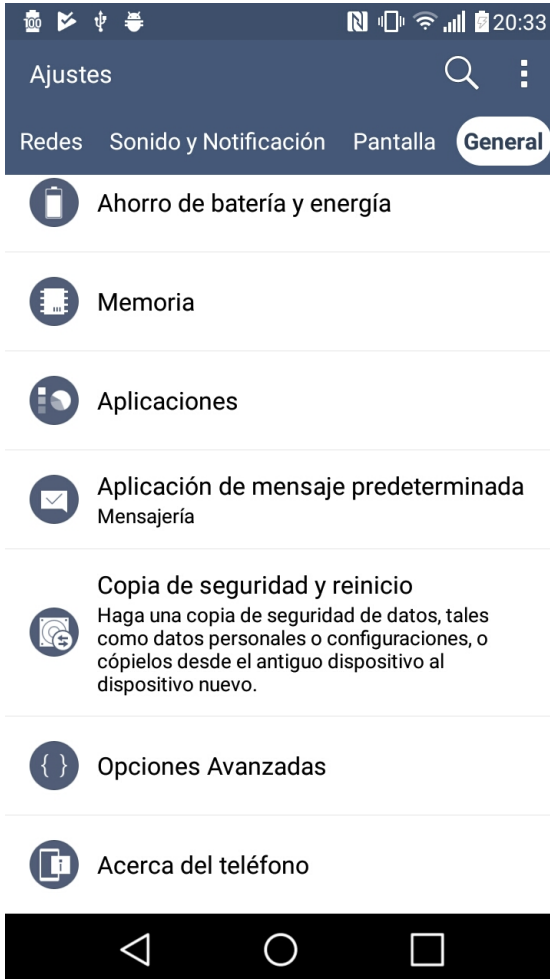 100
20:33
Ajustes
Redes Sonido y Notificación Pantalla General
Ahorro de batería y energía
Memoria
Aplicaciones
Aplicación de mensaje predeterminada
Mensajería
Copia de seguridad y reinicio
Haga una copia de seguridad de datos, tales
como datos personales o configuraciones, o
cópielos desde el antiguo dispositivo al
dispositivo nuevo.
{ } Opciones Avanzadas
i Acerca del teléfono